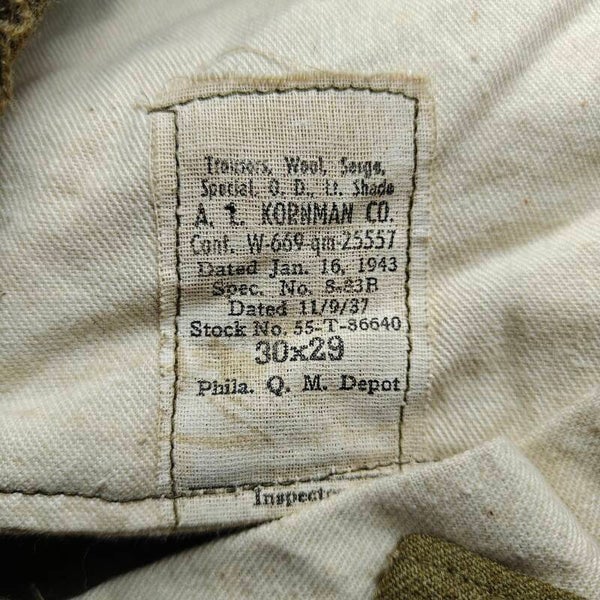 Trousers, Wool, Serge,
Special, O. D., Lt. Shade
A. L. KORNMAN CO.
Cont. W-669-qm-25557
Dated Jan. 16, 1943
Spec. No. 8-23B
Dated 11/9/37
Stock No. 55-T-86640
30x29
Phila. Q. M. Depot
Inspecto